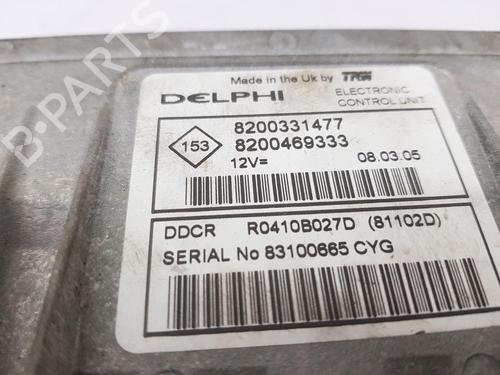 B-PARTS
Made in the Uk by TRW
DELPHI ELECTRONIC
CONTROL UNIT
153
8200331477
8200469333
12V= 08.03.05
DDCR R0410B027D (81102D)
SERIAL No 83100665 CYG